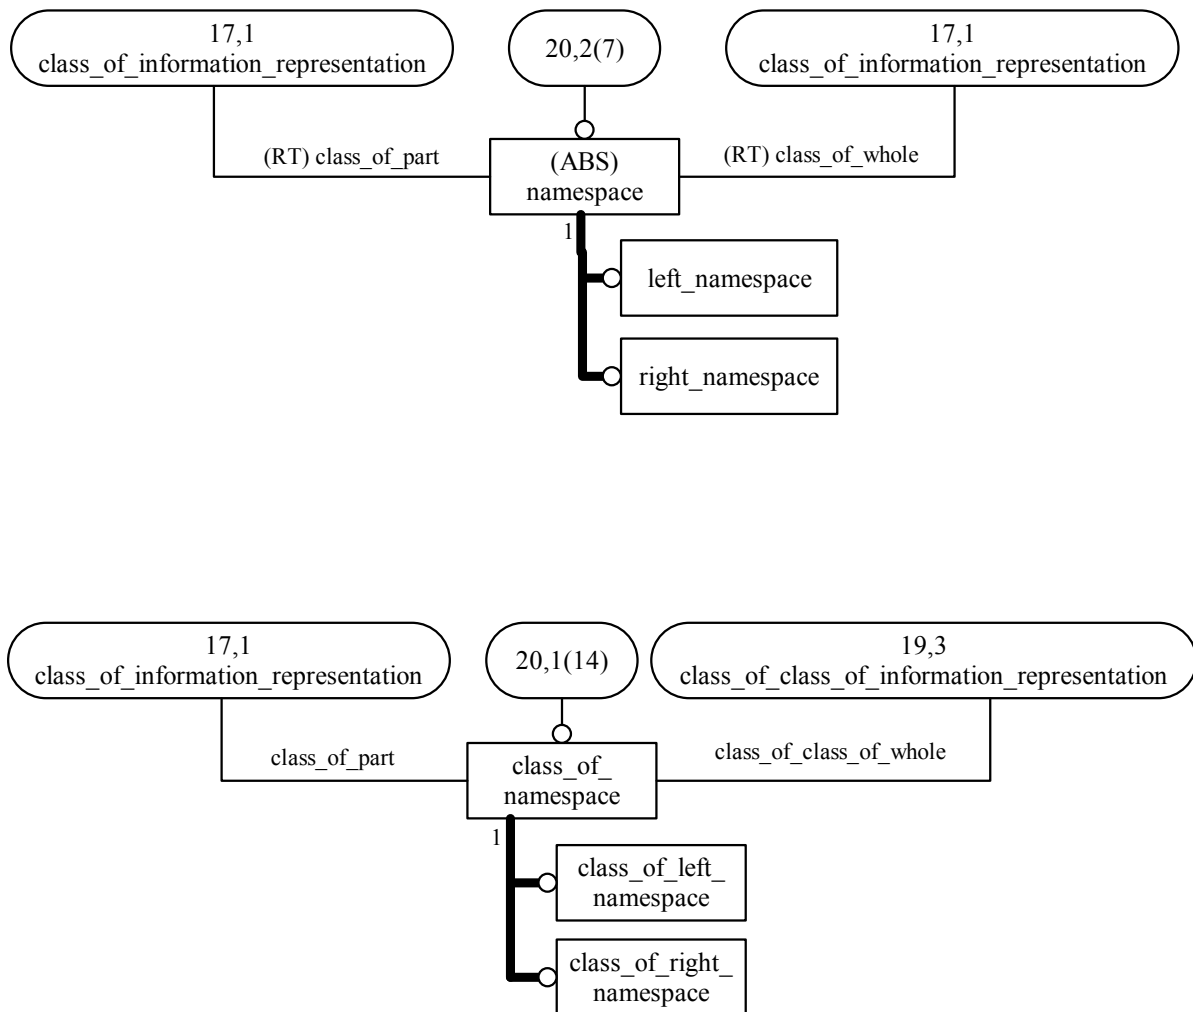 17,1
class_of_information_representation
20,2(7)
17,1
class_of_information_representation
(RT) class_of_part
(ABS)
namespace
(RT) class_of_whole
1
left_namespace
right_namespace
17,1
class_of_information_representation
20,1(14)
19,3
class_of_class_of_information_representation
class_of_part
class_of_
namespace
class_of_class_of_whole
1
class_of_left_
namespace
class_of_right_
namespace